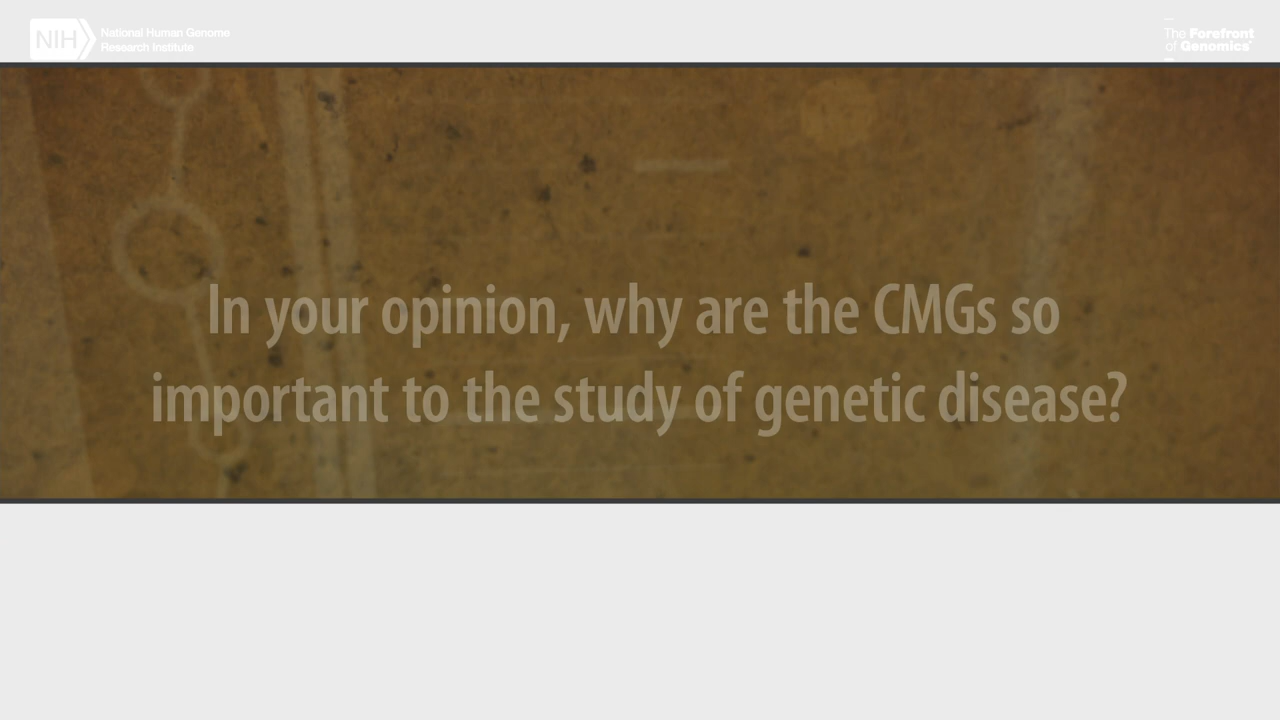 NIH
National Human Genome
Research Institute
The Forefront
of Genomics®
In your opinion, why are the CMGs so
important to the study of genetic disease?